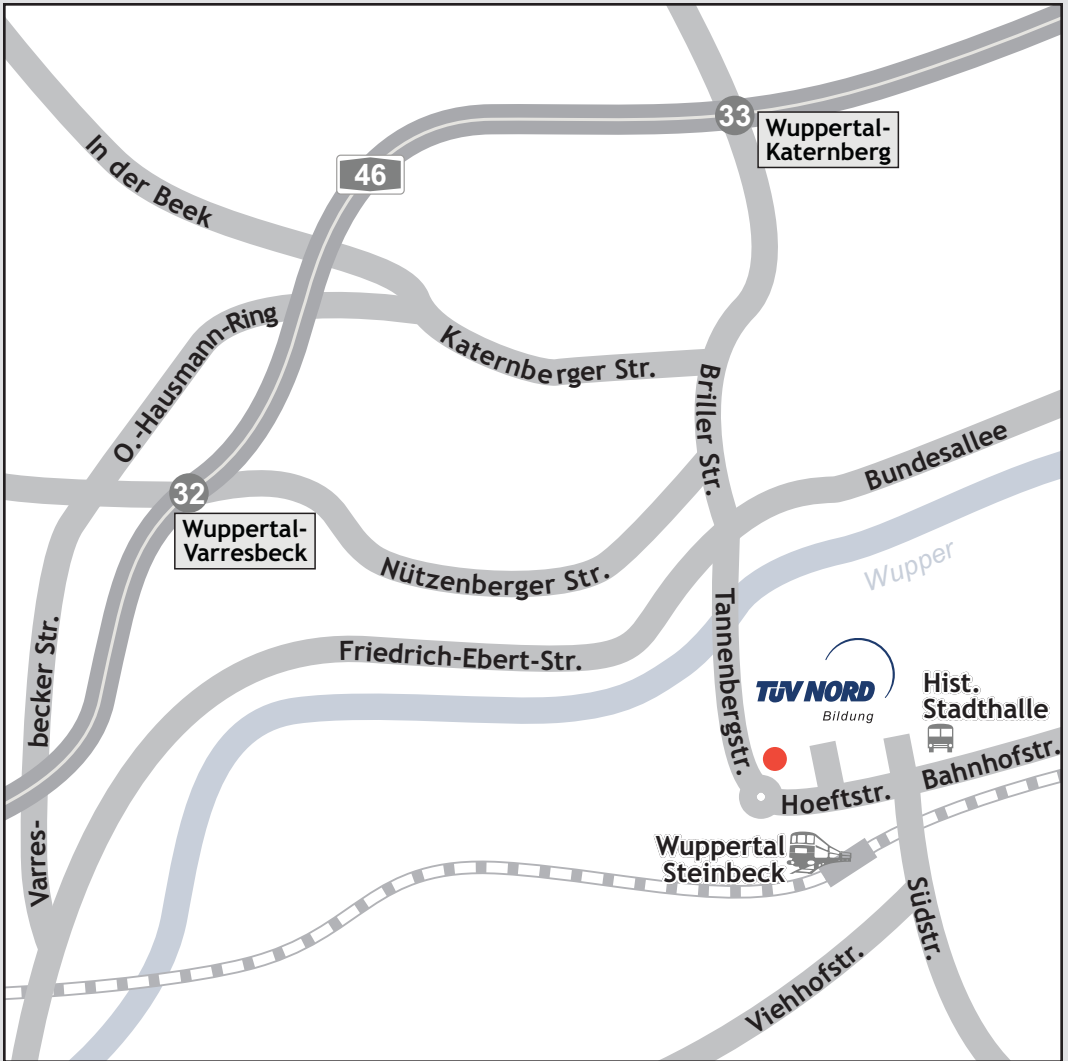 33
Wuppertal-
Katernberg
In der Beek
46
O.-Hausmann-Ring
Katernberger Str.
Briller Str.
Bundesallee
32
Wuppertal-
Varresbeck
Nützenberger Str.
Wupper
Varres- becker Str.
Friedrich-Ebert-Str.
Tannenbergstr.
TÜV NORD
Bildung
Hist.
Stadthalle
Bahnhofstr.
Hoeftstr.
Wuppertal
Steinbeck
Südstr.
Viehhofstr.